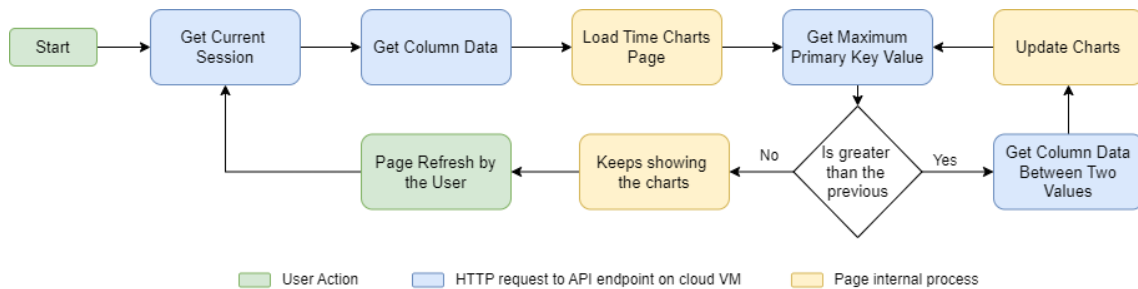 Start
Get Current
Session
Get Column Data
Load Time Charts
Page
Get Maximum
Primary Key Value
Update Charts
Page Refresh by
the User
Keeps showing
the charts
No
Is greater
than the
previous
Yes
Get Column Data
Between Two
Values
User Action
HTTP request to API endpoint on cloud VM
Page internal process